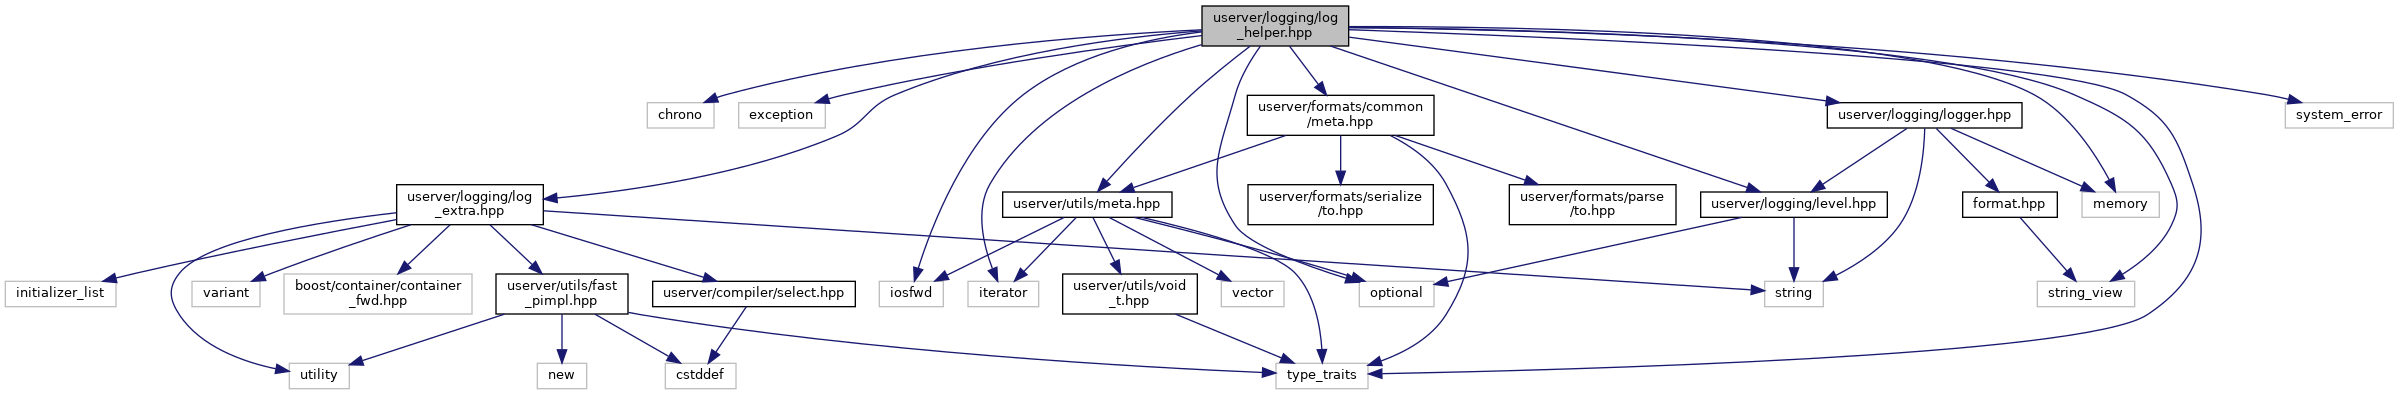 userver/logging/log
_helper.hpp
chrono
exception
userver/formats/common
/meta.hpp
userver/logging/logger.hpp
system_error
userver/logging/log
_extra.hpp
userver/utils/meta.hpp
userver/formats/serialize
/to.hpp
userver/formats/parse
/to.hpp
userver/logging/level.hpp
format.hpp
memory
initializer_list
variant
boost/container/container
_fwd.hpp
userver/utils/fast
_pimpl.hpp
userver/compiler/select.hpp
iosfwd
iterator
userver/utils/void
_t.hpp
vector
optional
string
string_view
utility
new
cstddef
type_traits